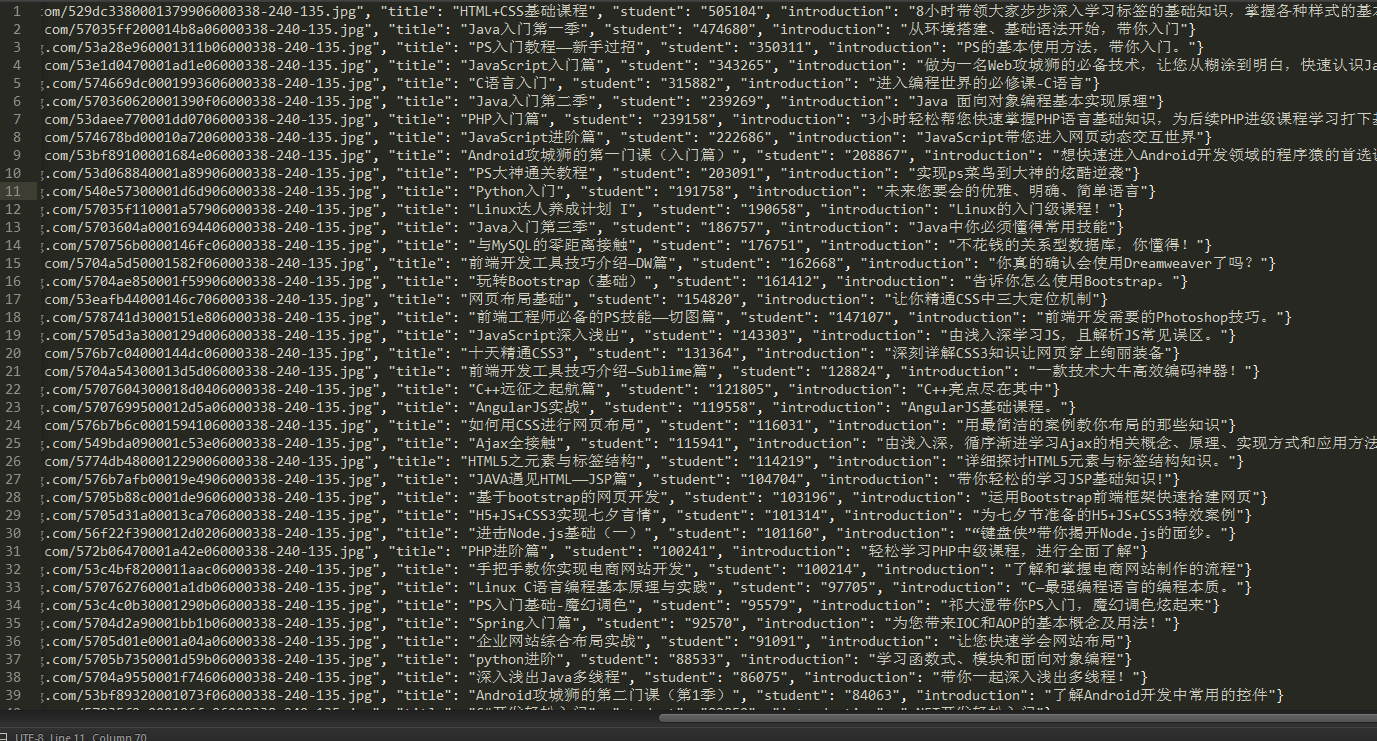 1 com/529dc3380001379906000338-240-135.jpg", "title": "HTML+CSS基础课程", "student": "505104", "introduction": "8小时带领大家步步深入学习标签的基础知识，掌握各种样式的基本
2 com/57035ff200014b8a06000338-240-135.jpg", "title": "Java入门第一季", "student": "474680", "introduction": "从环境搭建、基础语法开始，带你入门"}
3 com/53a28e960001311b06000338-240-135.jpg", "title": "PS入门教程——新手过招", "student": "350311", "introduction": "PS的基本使用方法，带你入门。"}
4 com/53e1d0470001ad1e06000338-240-135.jpg", "title": "JavaScript入门篇", "student": "343265", "introduction": "做为一名Web攻城狮的必备技术，让您从糊涂到明白，快速认识Ja
5 .com/574669dc0001993606000338-240-135.jpg", "title": "C语言入门", "student": "315882", "introduction": "进入编程世界的必修课-C语言"}
6 com/570360620001390f06000338-240-135.jpg", "title": "Java入门第二季", "student": "239269", "introduction": "Java 面向对象编程基本实现原理"}
7 .com/53daee770001dd0706000338-240-135.jpg", "title": "PHP入门篇", "student": "239158", "introduction": "3小时轻松帮您快速掌握PHP语言基础知识，为后续PHP进级课程学习打下基
8 com/574678bd00010a7206000338-240-135.jpg", "title": "JavaScript进阶篇", "student": "222686", "introduction": "JavaScript带您进入网页动态交互世界"}
9 .com/53bf89100001684e06000338-240-135.jpg", "title": "Android攻城狮的第一门课（入门篇）", "student": "208867", "introduction": "想快速进入Android开发领域的程序猿的首选课
10 .com/53d068840001a89906000338-240-135.jpg", "title": "PS大神通关教程", "student": "203091", "introduction": "实现ps菜鸟到大神的炫酷逆袭"}
11 .com/540e57300001d6d906000338-240-135.jpg", "title": "Python入门", "student": "191758", "introduction": "未来您要会的优雅、明确、简单语言"}
12 .com/57035f110001a57906000338-240-135.jpg", "title": "Linux达人养成计划 I", "student": "190658", "introduction": "Linux的入门级课程！"}
13 .com/5703604a0001694406000338-240-135.jpg", "title": "Java入门第三季", "student": "186757", "introduction": "Java中你必须懂得常用技能"}
14 .com/570756b0000146fc06000338-240-135.jpg", "title": "与MySQL的零距离接触", "student": "176751", "introduction": "不花钱的关系型数据库，你懂得！"}
15 com/5704a5d50001582f06000338-240-135.jpg", "title": "前端开发工具技巧介绍—DW篇", "student": "162668", "introduction": "你真的确认会使用Dreamweaver了吗？"}
16 .com/5704ae850001f59906000338-240-135.jpg", "title": "玩转Bootstrap（基础）", "student": "161412", "introduction": "告诉你怎么使用Bootstrap。"}
17 .com/53eafb44000146c706000338-240-135.jpg", "title": "网页布局基础", "student": "154820", "introduction": "让你精通CSS中三大定位机制"}
18 .com/578741d3000151e806000338-240-135.jpg", "title": "前端工程师必备的PS技能——切图篇", "student": "147107", "introduction": "前端开发需要的Photoshop技巧。"}
19 .com/5705d3a3000129d006000338-240-135.jpg", "title": "JavaScript深入浅出", "student": "143303", "introduction": "由浅入深学习JS，且解析JS常见误区。"}
20 .com/576b7c04000144dc06000338-240-135.jpg", "title": "十天精通CSS3", "student": "131364", "introduction": "深刻详解CSS3知识让网页穿上绚丽装备"}
21 .com/5704a54300013d5d06000338-240-135.jpg", "title": "前端开发工具技巧介绍—Sublime篇", "student": "128824", "introduction": "一款技术大牛高效编码神器！"}
22 .com/5707604300018d0406000338-240-135.jpg", "title": "C++远征之起航篇", "student": "121805", "introduction": "C++亮点尽在其中"}
23 .com/5707699500012d5a06000338-240-135.jpg", "title": "AngularJS实战", "student": "119558", "introduction": "AngularJS基础课程。"}
24 com/576b7b6c0001594106000338-240-135.jpg", "title": "如何用CSS进行网页布局", "student": "116031", "introduction": "用最简洁的案例教你布局的那些知识"}
25 .com/549bda090001c53e06000338-240-135.jpg", "title": "Ajax全接触", "student": "115941", "introduction": "由浅入深，循序渐进学习Ajax的相关概念、原理、实现方式和应用方法
26 com/5774db480001229006000338-240-135.jpg", "title": "HTML5之元素与标签结构", "student": "114219", "introduction": "详细探讨HTML5元素与标签结构知识。"}
27 .com/576b7afb00019e4906000338-240-135.jpg", "title": "JAVA遇见HTML——JSP篇", "student": "104704", "introduction": "带你轻松的学习JSP基础知识!"}
28 .com/5705b88c0001de9606000338-240-135.jpg", "title": "基于bootstrap的网页开发", "student": "103196", "introduction": "运用Bootstrap前端框架快速搭建网页"}
29 .com/5705d31a00013ca706000338-240-135.jpg", "title": "H5+JS+CSS3实现七夕言情", "student": "101314", "introduction": "为七夕节准备的H5+JS+CSS3特效案例"}
30 .com/56f22f3900012d0206000338-240-135.jpg", "title": "进击Node.js基础（一）", "student": "101160", "introduction": "“键盘侠”带你揭开Node.js的面纱。"}
31 .com/572b06470001a42e06000338-240-135.jpg", "title": "PHP进阶篇", "student": "100241", "introduction": "轻松学习PHP中级课程，进行全面了解"}
32 .com/53c4bf8200011aac06000338-240-135.jpg", "title": "手把手教你实现电商网站开发", "student": "100214", "introduction": "了解和掌握电商网站制作的流程"}
33 .com/570762760001a1db06000338-240-135.jpg", "title": "Linux C语言编程基本原理与实践", "student": "97705", "introduction": "C—最强编程语言的编程本质。"}
34 .com/53c4c0b30001290b06000338-240-135.jpg", "title": "PS入门基础-魔幻调色", "student": "95579", "introduction": "祁大湿带你PS入门，魔幻调色炫起来"}
35 .com/5704d2a90001bb1b06000338-240-135.jpg", "title": "Spring入门篇", "student": "92570", "introduction": "为您带来IOC和AOP的基本概念及用法！"}
36 .com/5705d01e0001a04a06000338-240-135.jpg", "title": "企业网站综合布局实战", "student": "91091", "introduction": "让您快速学会网站布局"}
37 .com/5705b7350001d59b06000338-240-135.jpg", "title": "python进阶", "student": "88533", "introduction": "学习函数式、模块和面向对象编程"}
38 .com/5704a9550001f74606000338-240-135.jpg", "title": "深入浅出Java多线程", "student": "86075", "introduction": "带你一起深入浅出多线程！"}
39 .com/53bf89320001073f06000338-240-135.jpg", "title": "Android攻城狮的第二门课（第1季）", "student": "84063", "introduction": "了解Android开发中常用的控件"}
UTF-8, Line 11, Column 70